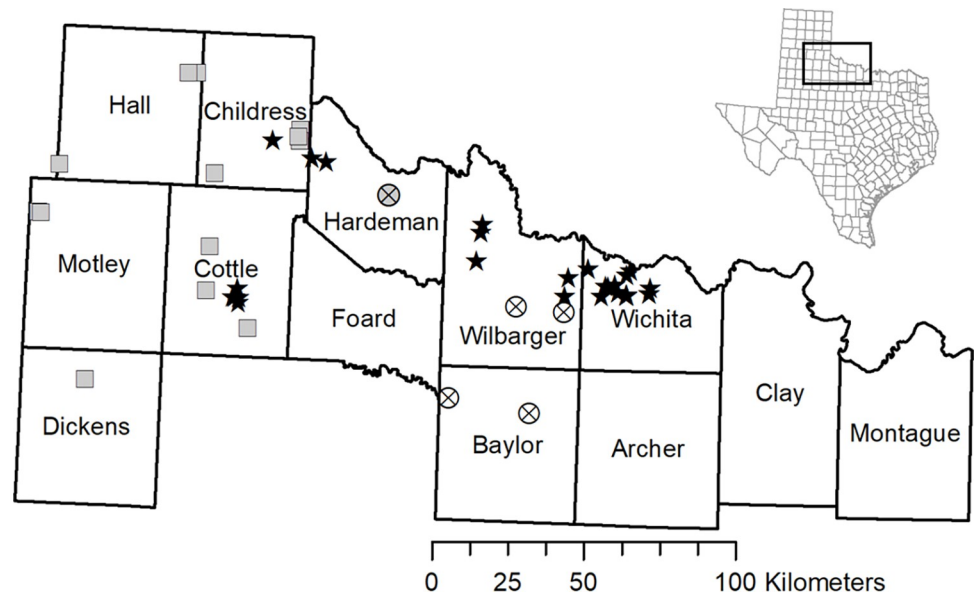 Hall
Childress
Hardeman
Motley
Cottle
Foard
Wilbarger
Wichita
Clay
Dickens
Baylor
Archer
Montague
0 25 50 100 Kilometers